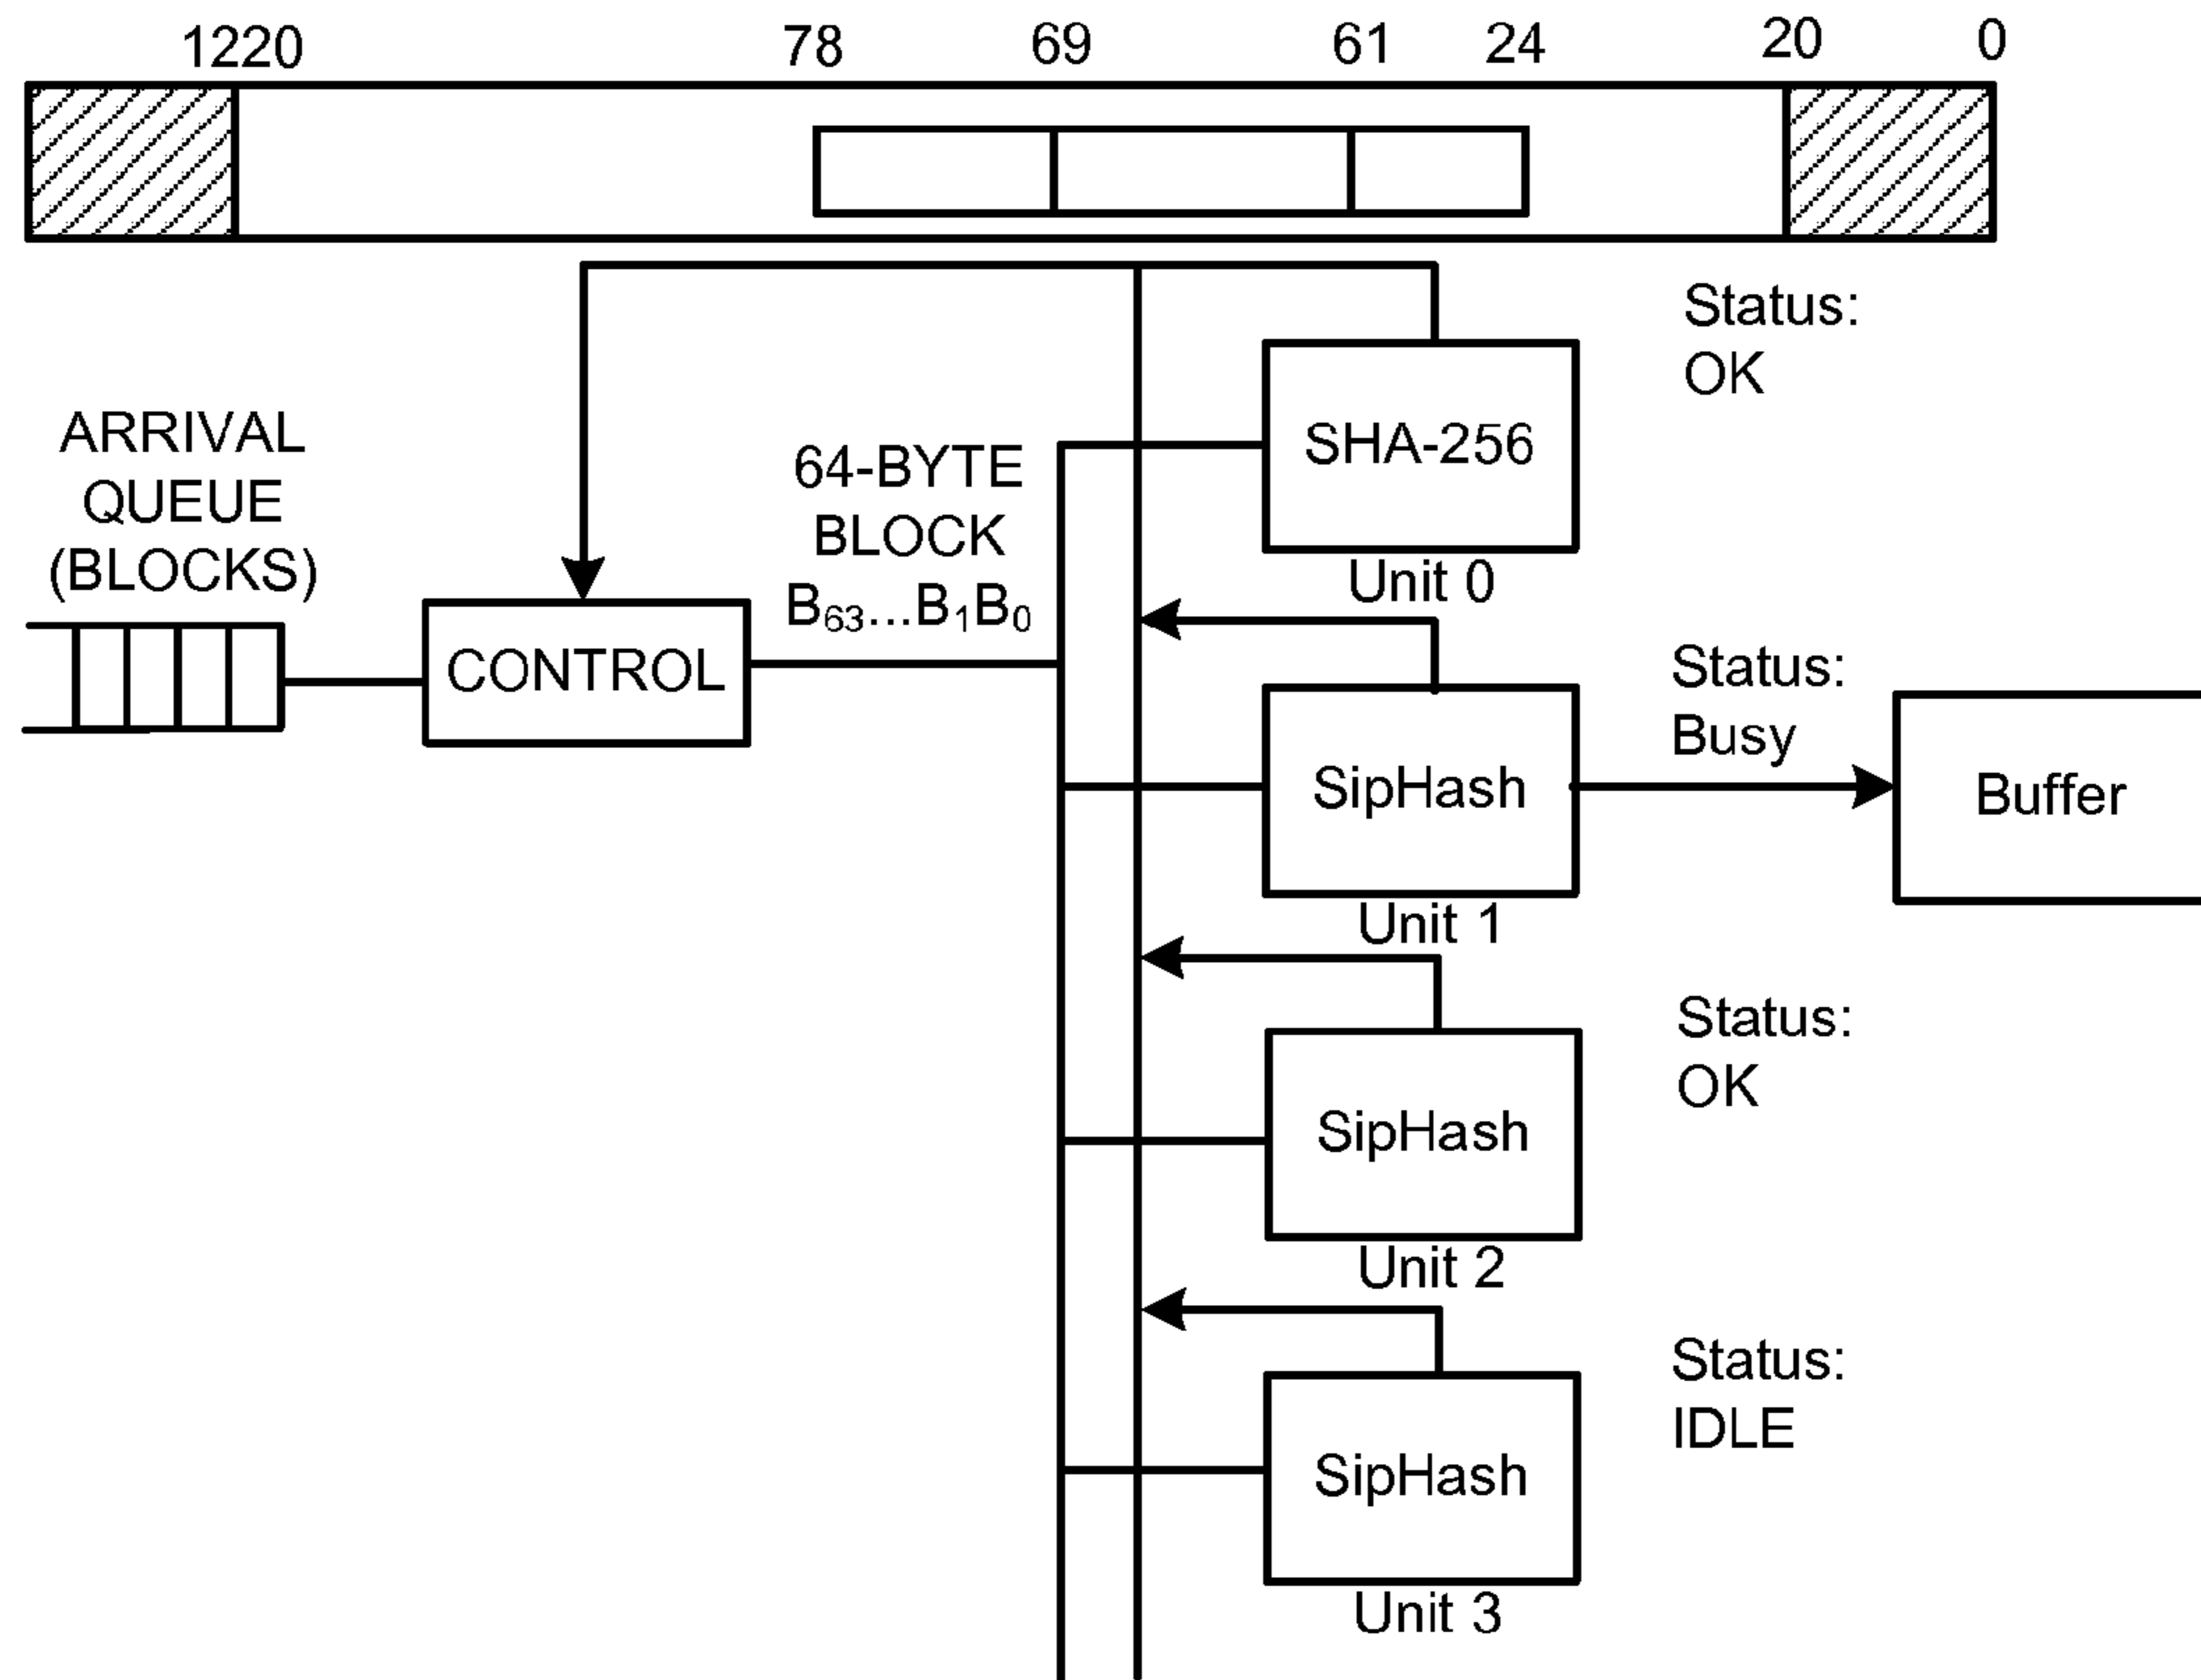 1220 78 69 61 24 20 0
Status:
OK
ARRIVAL
QUEUE
(BLOCKS)
64-BYTE
BLOCK
B₆₃...B₁B₀
SHA-256
Unit 0
CONTROL
Status:
Busy
SipHash
Buffer
Unit 1
Status:
OK
SipHash
Unit 2
Status:
IDLE
SipHash
Unit 3